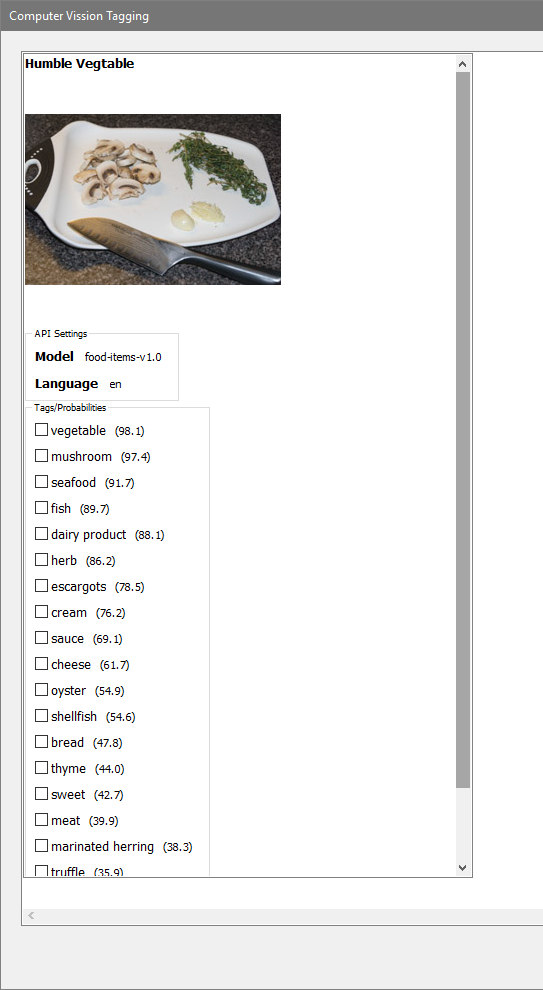 Computer Vission Tagging
Humble Vegtable
API Settings
Model food-items-v1.0
Language en
Tags/Probabilities
vegetable (98.1)
mushroom (97.4)
seafood (91.7)
fish (89.7)
dairy product (88.1)
herb (86.2)
escargots (78.5)
cream (76.2)
sauce (69.1)
cheese (61.7)
oyster (54.9)
shellfish (54.6)
bread (47.8)
thyme (44.0)
sweet (42.7)
meat (39.9)
marinated herring (38.3)
truffle (35.9)